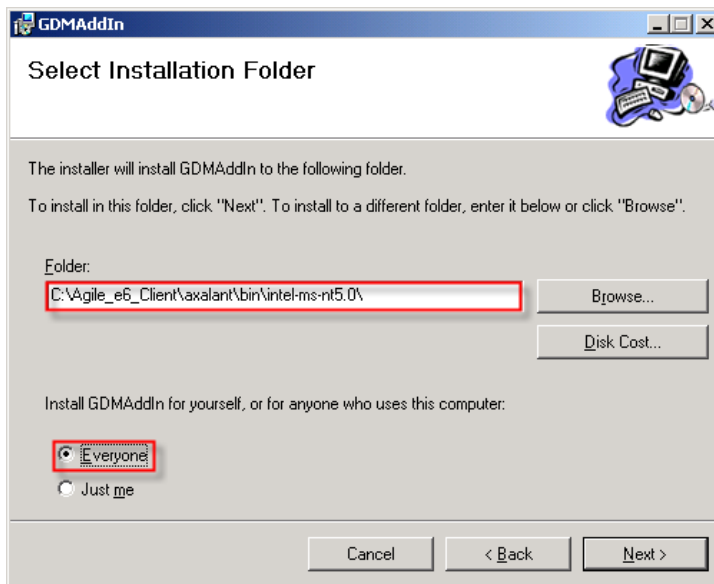 GDMAddIn
Select Installation Folder
The installer will install GDMAddIn to the following folder.
To install in this folder, click "Next". To install to a different folder, enter it below or click "Browse".
Folder:
C:\Agile_e6_Client\axalant\bin\intel-ms-nt5.0\
Browse...
Disk Cost...
Install GDMAddIn for yourself, or for anyone who uses this computer:
Everyone
Just me
Cancel
< Back
Next >